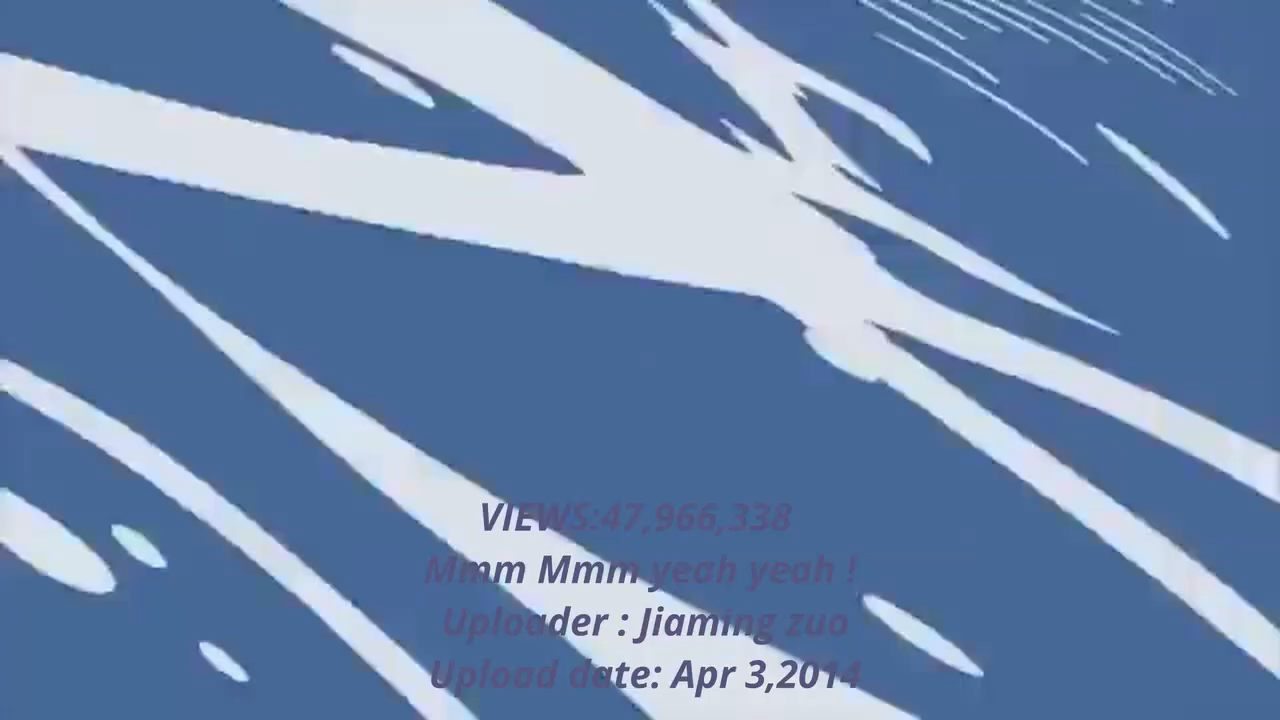 VIEWS:47,966,338
Mmm Mmm yeah yeah !
Uploader : Jiaming zuo
Upload date: Apr 3,2014